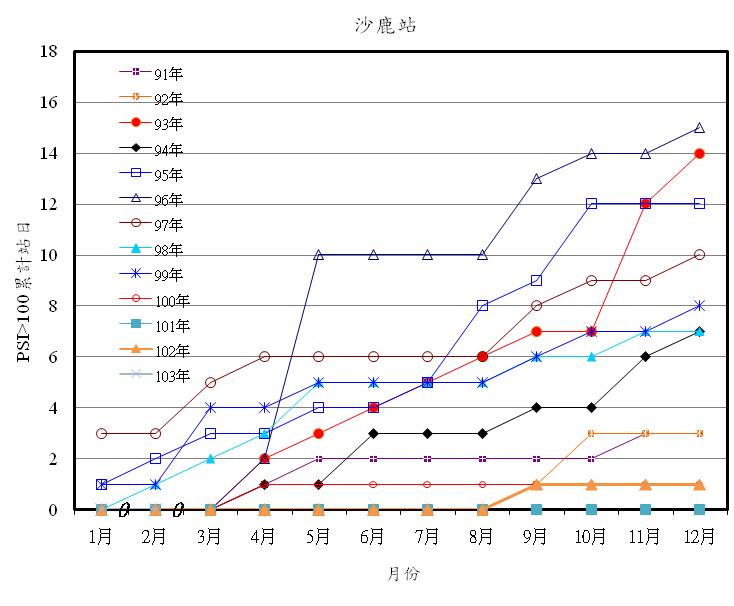 沙鹿站
PSI>100累計站日
18
16
14
12
10
8
6
4
2
0
91年
92年
93年
94年
95年
96年
97年
98年
99年
100年
101年
102年
103年
0 0
1月 2月 3月 4月 5月 6月 7月 8月 9月 10月 11月 12月
月份